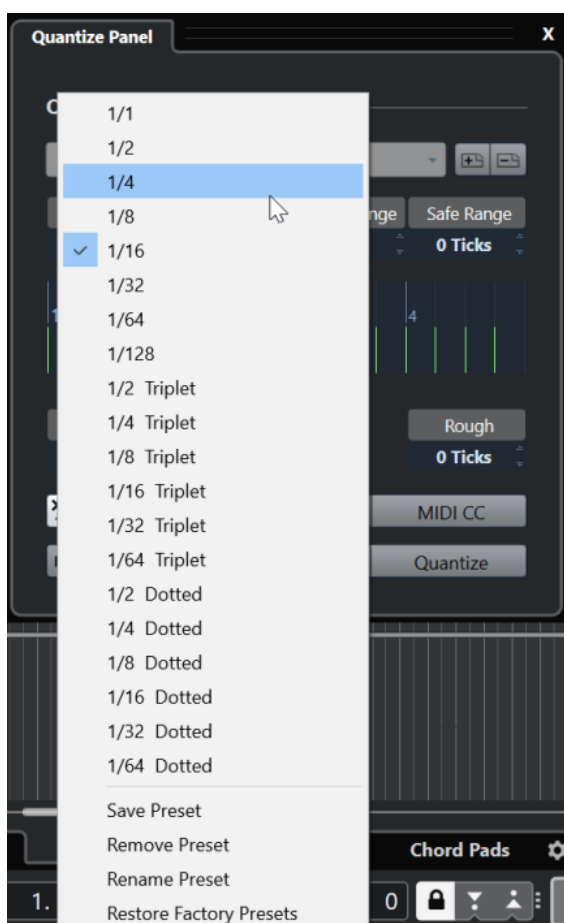 Quantize Panel
X
1/1
1/2
1/4
1/8
Safe Range
1/16
0 Ticks
1/32
4
1/64
1/128
1/2 Triplet
1/4 Triplet
Rough
1/8 Triplet
0 Ticks
1/16 Triplet
MIDI CC
1/32 Triplet
1/64 Triplet
Quantize
1/2 Dotted
1/4 Dotted
1/8 Dotted
1/16 Dotted
1/32 Dotted
1/64 Dotted
Save Preset
Remove Preset
Chord Pads
Rename Preset
1.
0
Restore Factory Presets